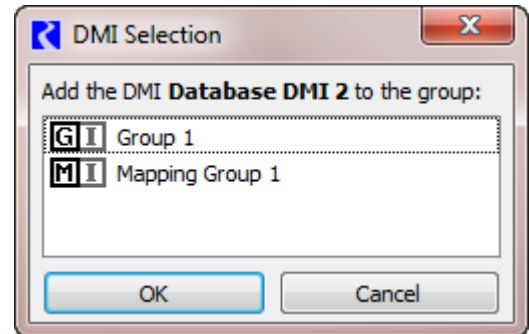 DMI Selection
Add the DMI Database DMI 2 to the group:
G I Group 1
M I Mapping Group 1
OK Cancel